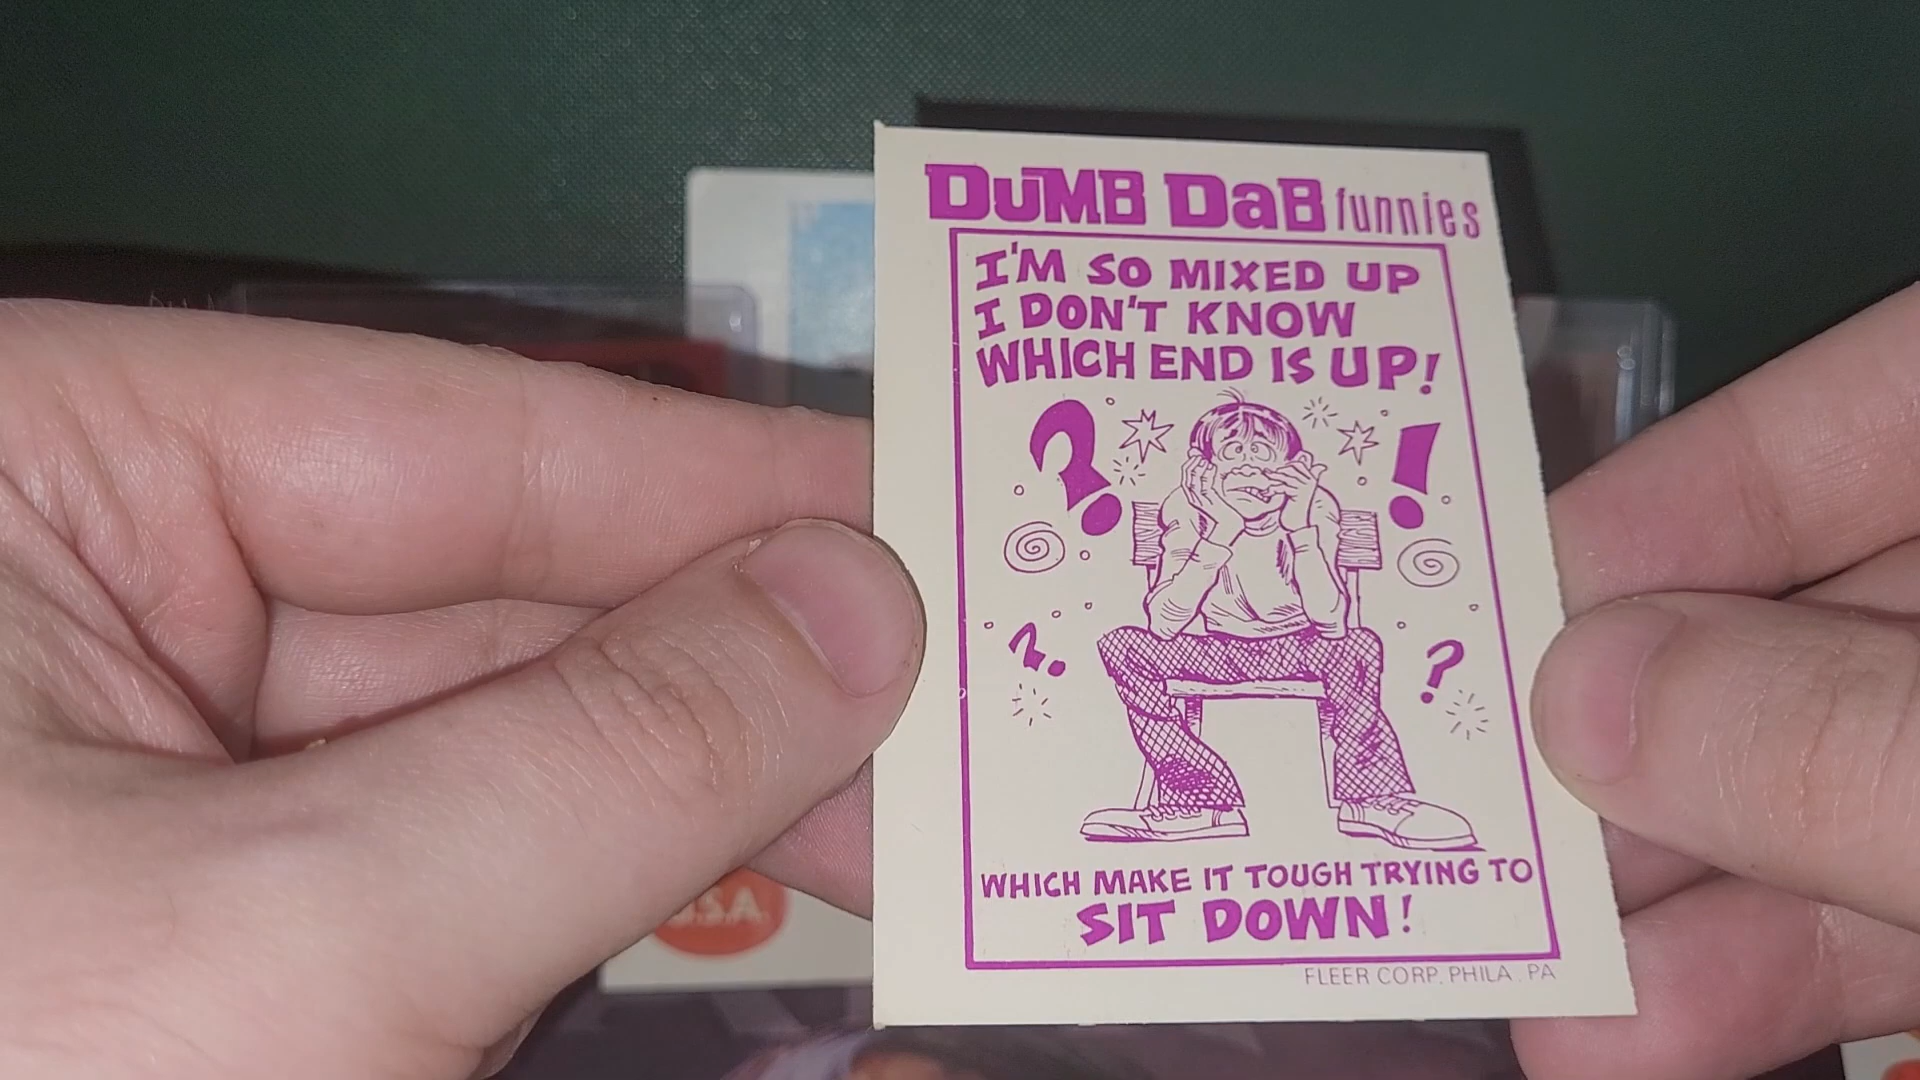 DuMB DaB funnies
I'M SO MIXED UP
I DON'T KNOW
WHICH END IS UP!
? !
?. ?
WHICH MAKE IT TOUGH TRYING TO
SIT DOWN!
FLEER CORP. PHILA. PA
U.S.A.